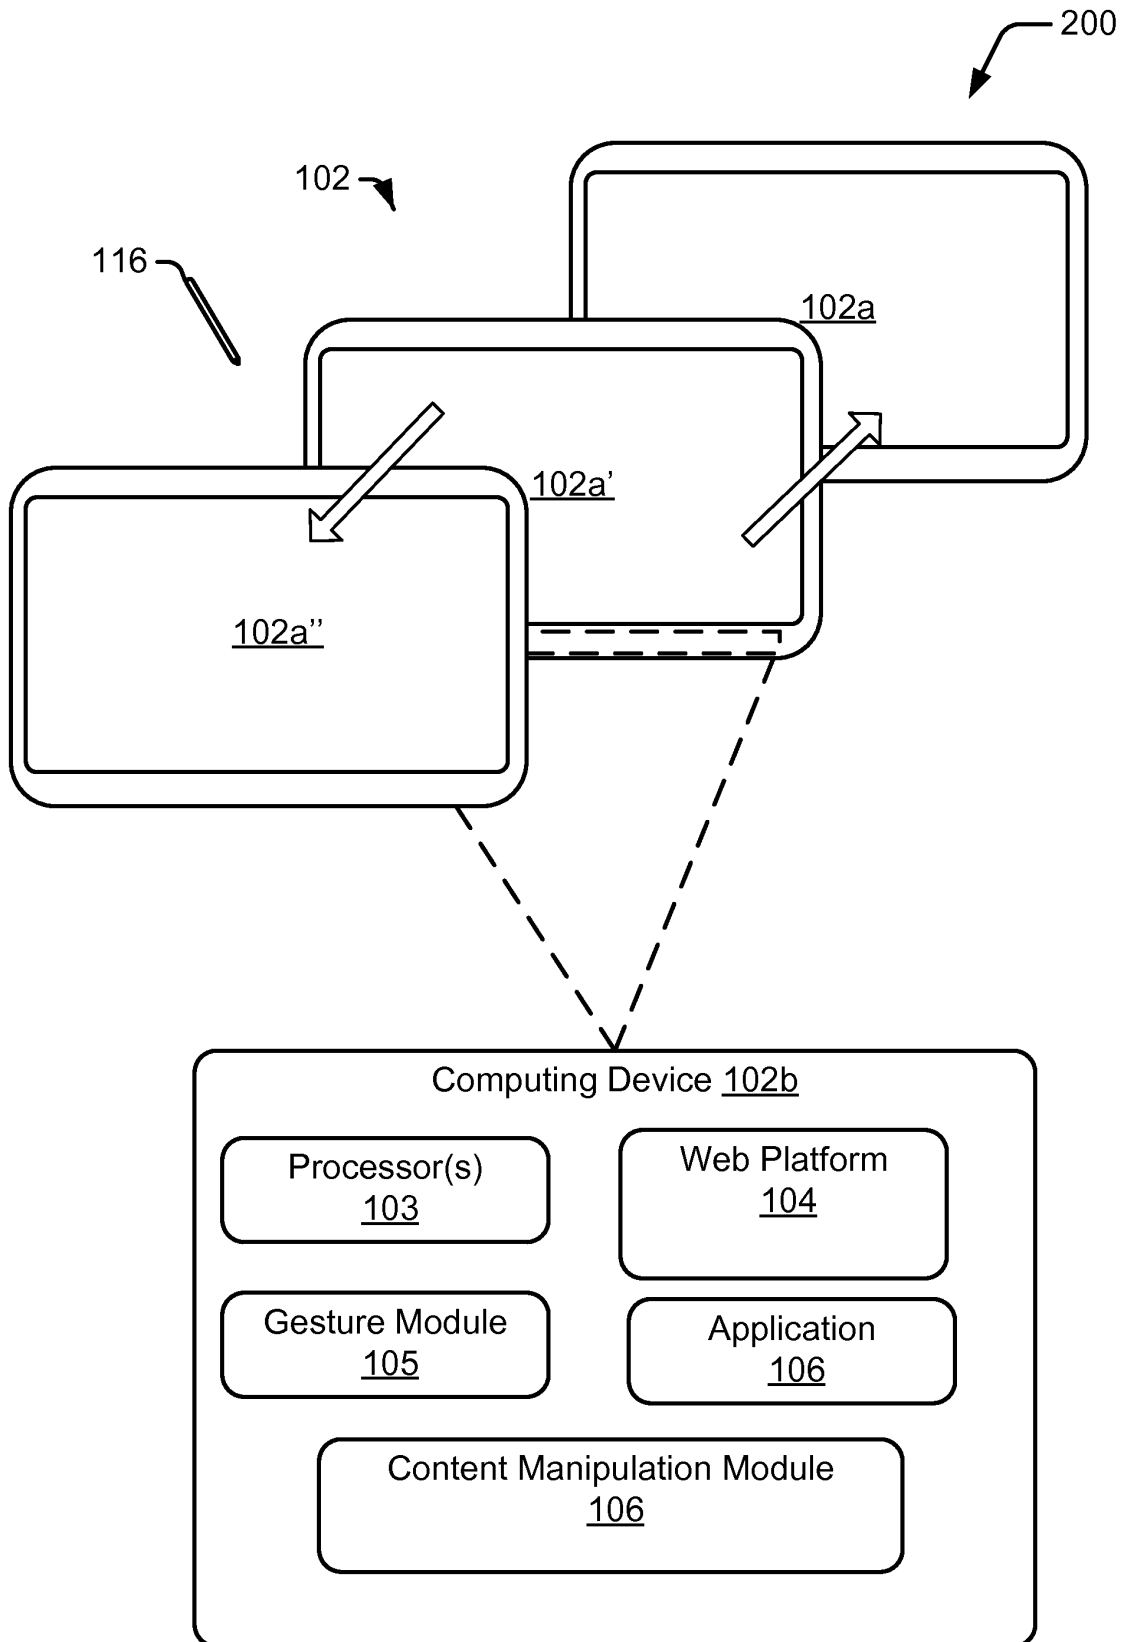 200
102
116
102a
102a’
102a’’
Computing Device 102b
Processor(s)
103
Web Platform
104
Gesture Module
105
Application
106
Content Manipulation Module
106